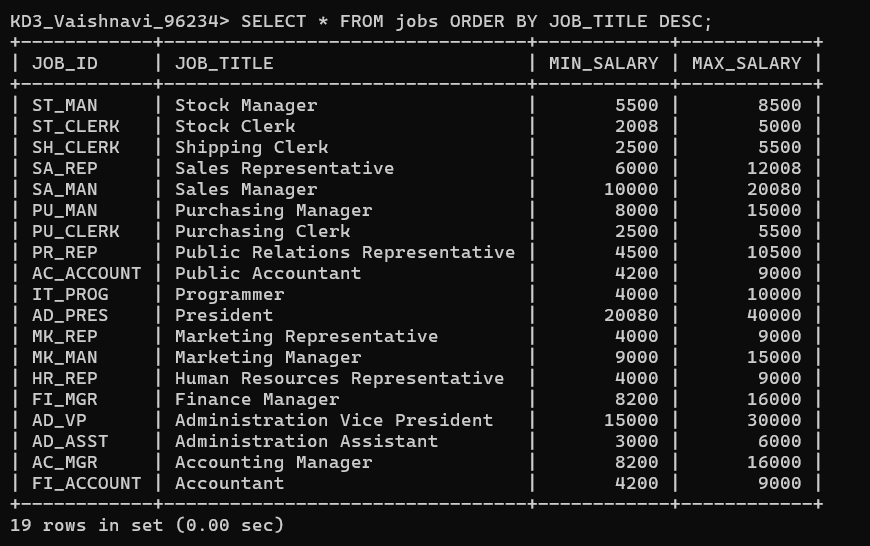 KD3_Vaishnavi_96234> SELECT * FROM jobs ORDER BY JOB_TITLE DESC;
+------------+---------------------------------+------------+------------+
| JOB_ID     | JOB_TITLE                       | MIN_SALARY | MAX_SALARY |
+------------+---------------------------------+------------+------------+
| ST_MAN     | Stock Manager                   |       5500 |       8500 |
| ST_CLERK   | Stock Clerk                     |       2008 |       5000 |
| SH_CLERK   | Shipping Clerk                  |       2500 |       5500 |
| SA_REP     | Sales Representative            |       6000 |      12008 |
| SA_MAN     | Sales Manager                   |      10000 |      20080 |
| PU_MAN     | Purchasing Manager              |       8000 |      15000 |
| PU_CLERK   | Purchasing Clerk                |       2500 |       5500 |
| PR_REP     | Public Relations Representative |       4500 |      10500 |
| AC_ACCOUNT | Public Accountant               |       4200 |       9000 |
| IT_PROG    | Programmer                      |       4000 |      10000 |
| AD_PRES    | President                       |      20080 |      40000 |
| MK_REP     | Marketing Representative        |       4000 |       9000 |
| MK_MAN     | Marketing Manager               |       9000 |      15000 |
| HR_REP     | Human Resources Representative  |       4000 |       9000 |
| FI_MGR     | Finance Manager                 |       8200 |      16000 |
| AD_VP      | Administration Vice President   |      15000 |      30000 |
| AD_ASST    | Administration Assistant        |       3000 |       6000 |
| AC_MGR     | Accounting Manager              |       8200 |      16000 |
| FI_ACCOUNT | Accountant                      |       4200 |       9000 |
+------------+---------------------------------+------------+------------+
19 rows in set (0.00 sec)